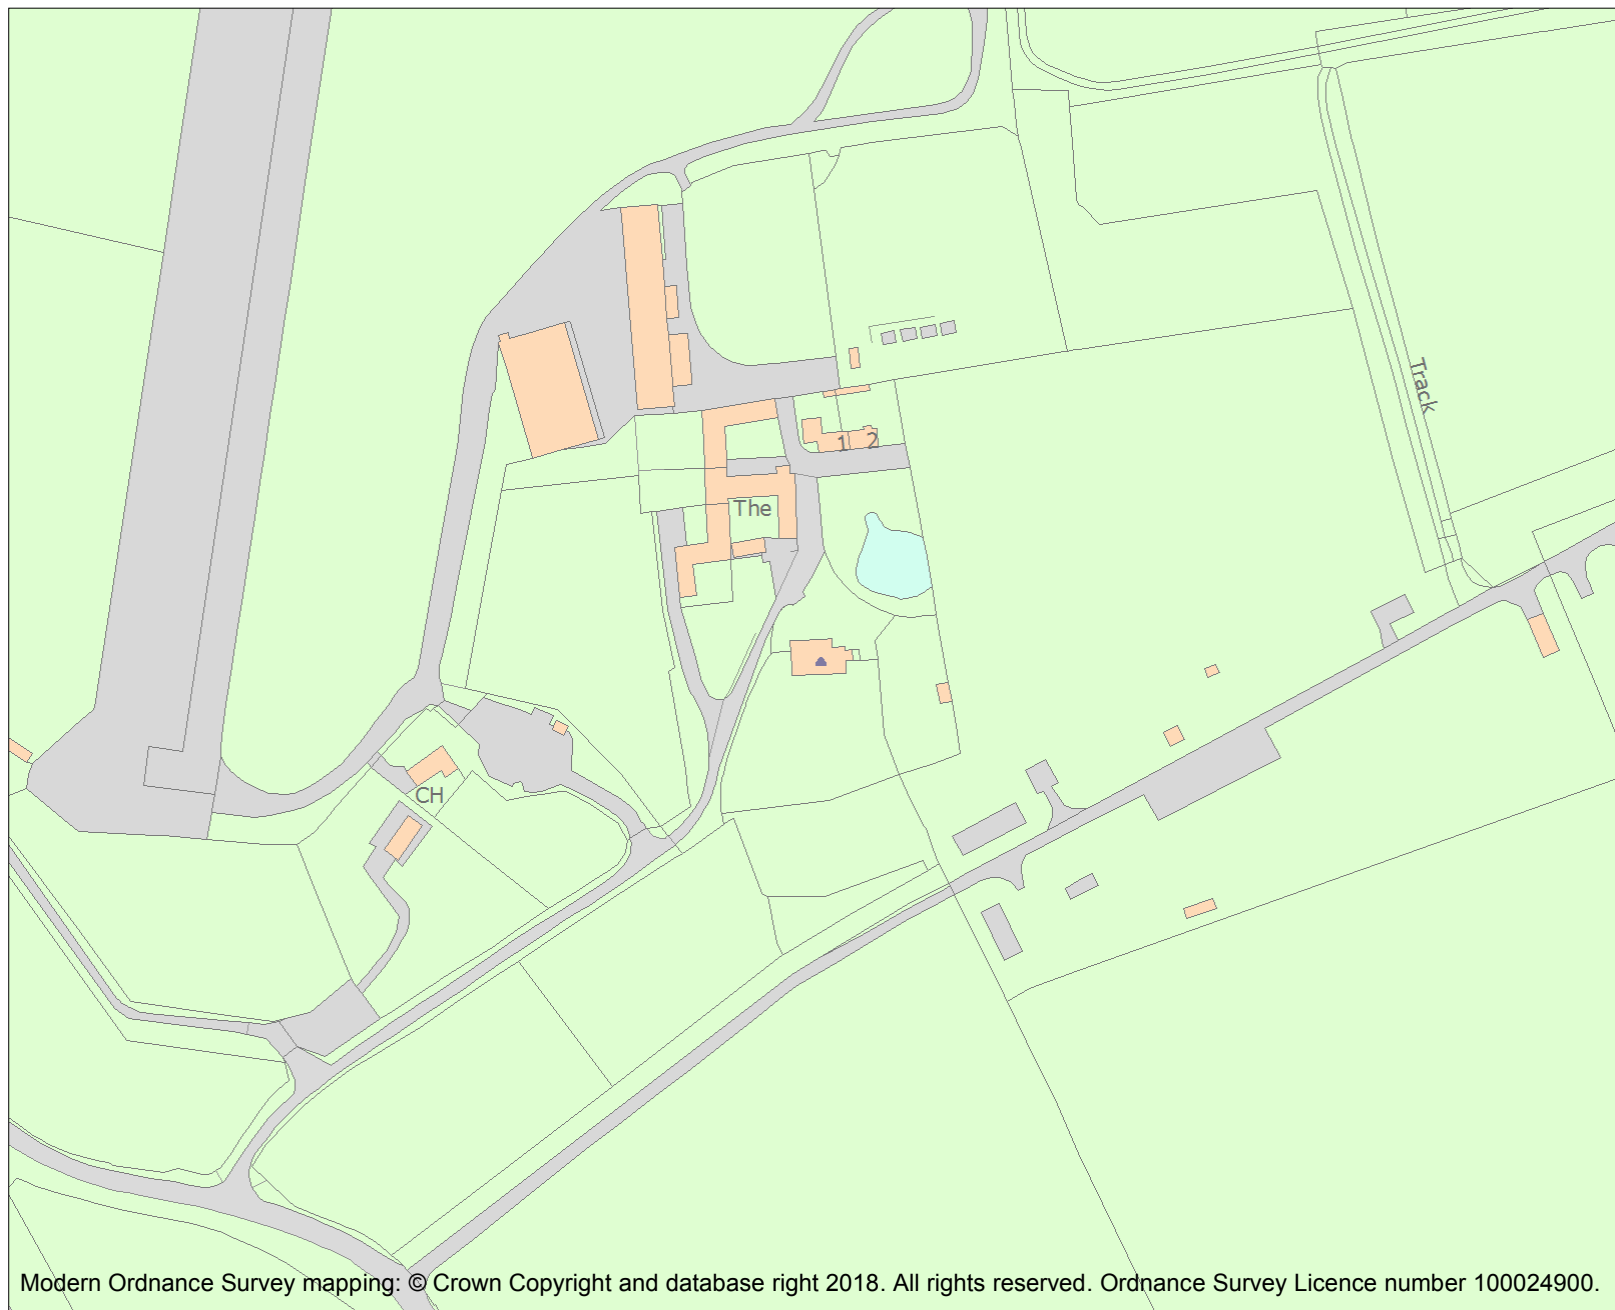 Track
1 2
The
CH
Modern Ordnance Survey mapping: © Crown Copyright and database right 2018. All rights reserved. Ordnance Survey Licence number 100024900.